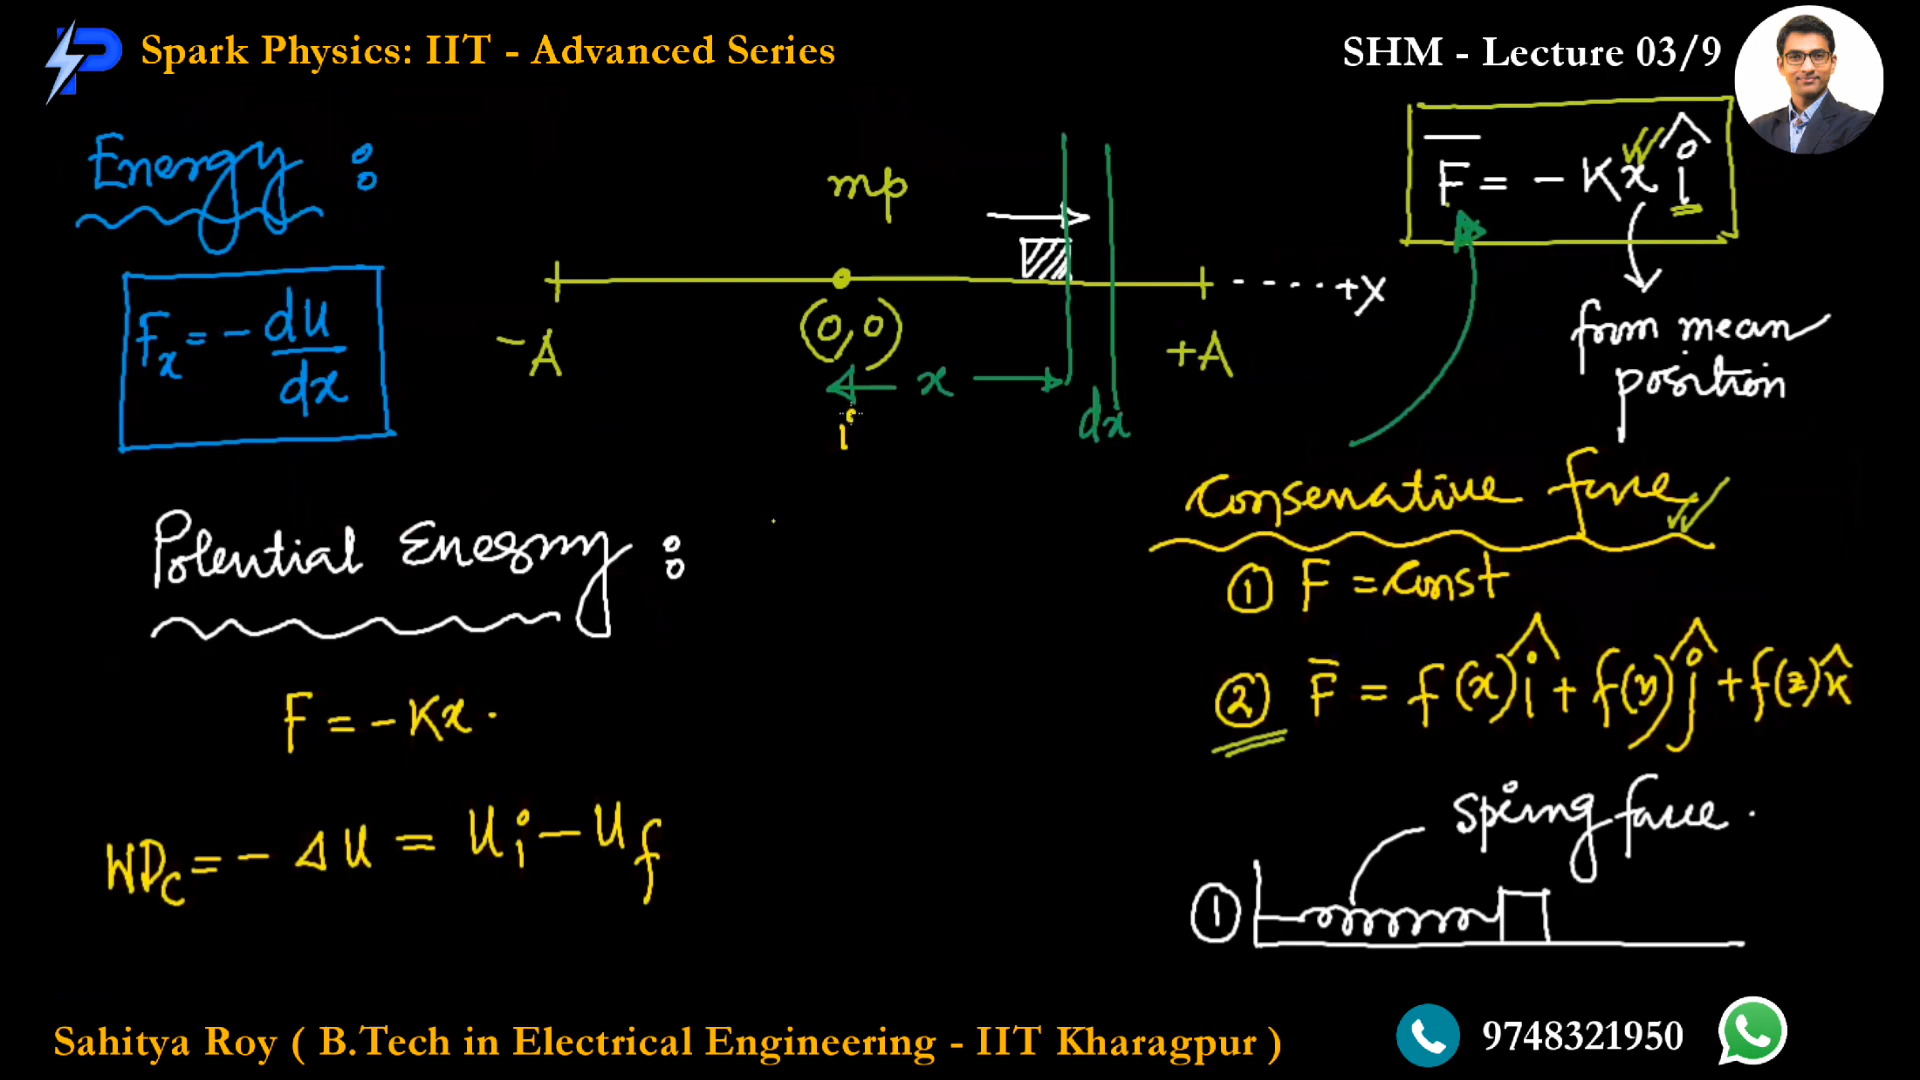 Spark Physics: IIT - Advanced Series
SHM - Lecture 03/9
Energy :
F̅ = - Kx î
mp
+X
-A
(0,0)
+A
x
dx
i
Fx = - du/dx
from mean
position
Conservative force
① F = const
② F̅ = f(x)î + f(y)ĵ + f(z)k̂
Potential Energy :
F = - Kx .
WDc = - ΔU = Ui - Uf
Spring force .
①
Sahitya Roy ( B.Tech in Electrical Engineering - IIT Kharagpur )
9748321950